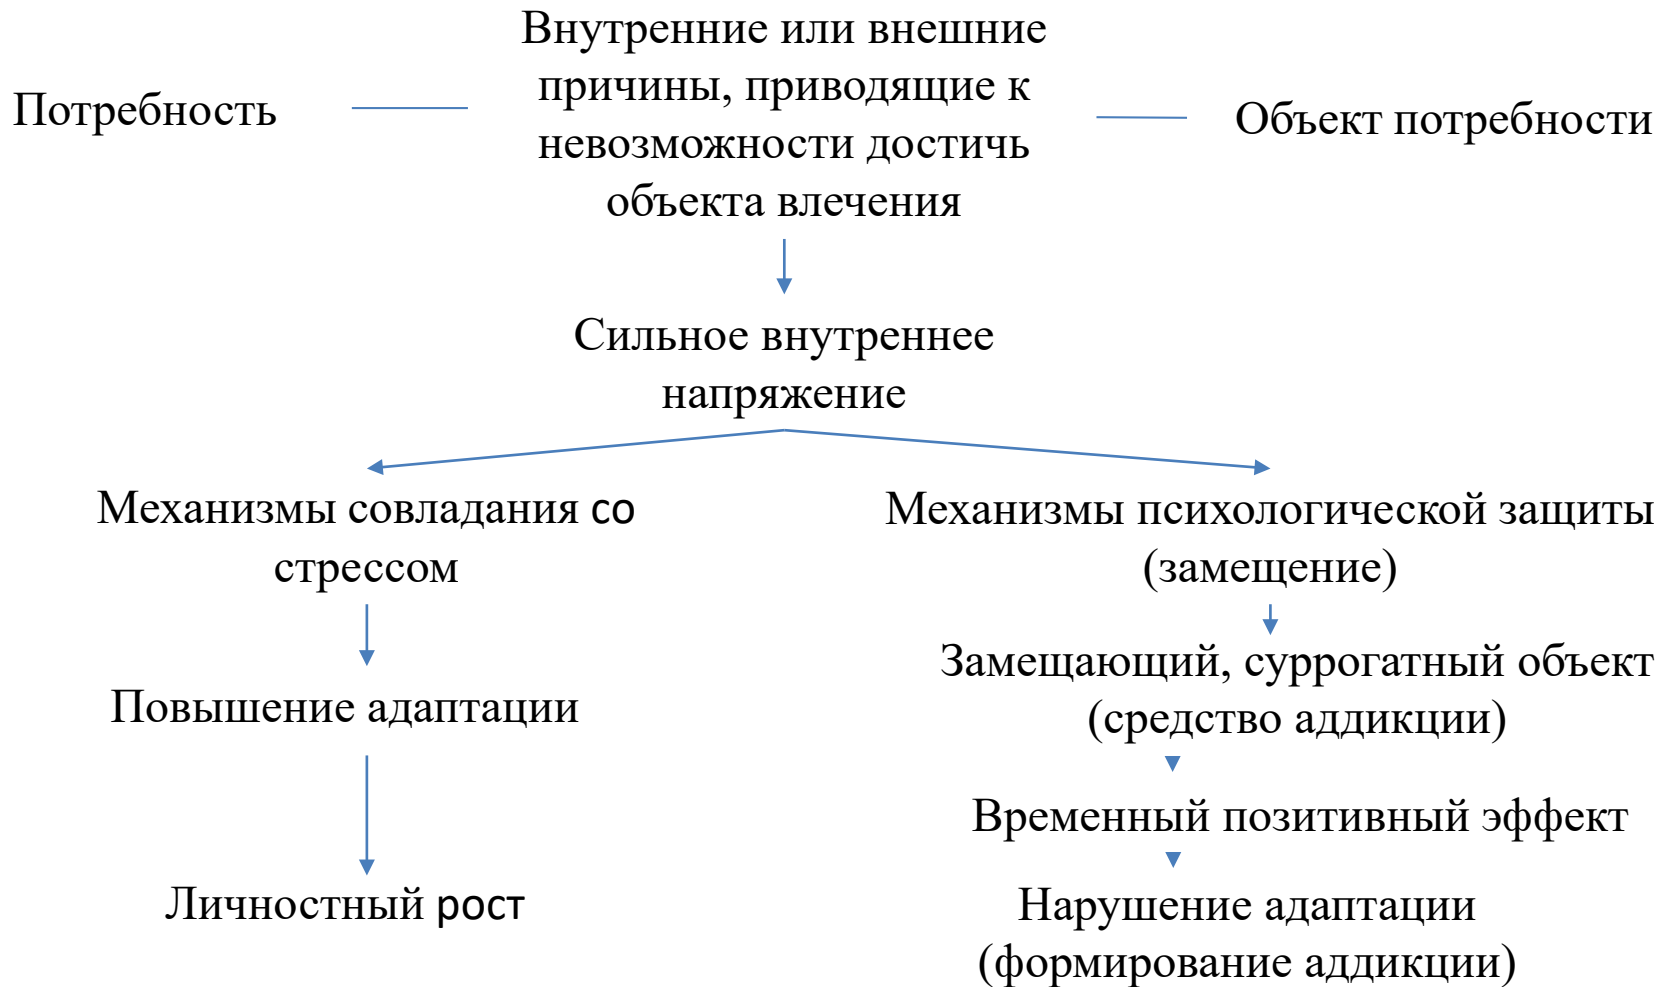 Внутренние или внешние
причины, приводящие к
невозможности достичь
объекта влечения
Потребность
Объект потребности
Сильное внутреннее
напряжение
Механизмы совладания со
стрессом
Повышение адаптации
Личностный рост
Механизмы психологической защиты
(замещение)
Замещающий, суррогатный объект
(средство аддикции)
Временный позитивный эффект
Нарушение адаптации
(формирование аддикции)